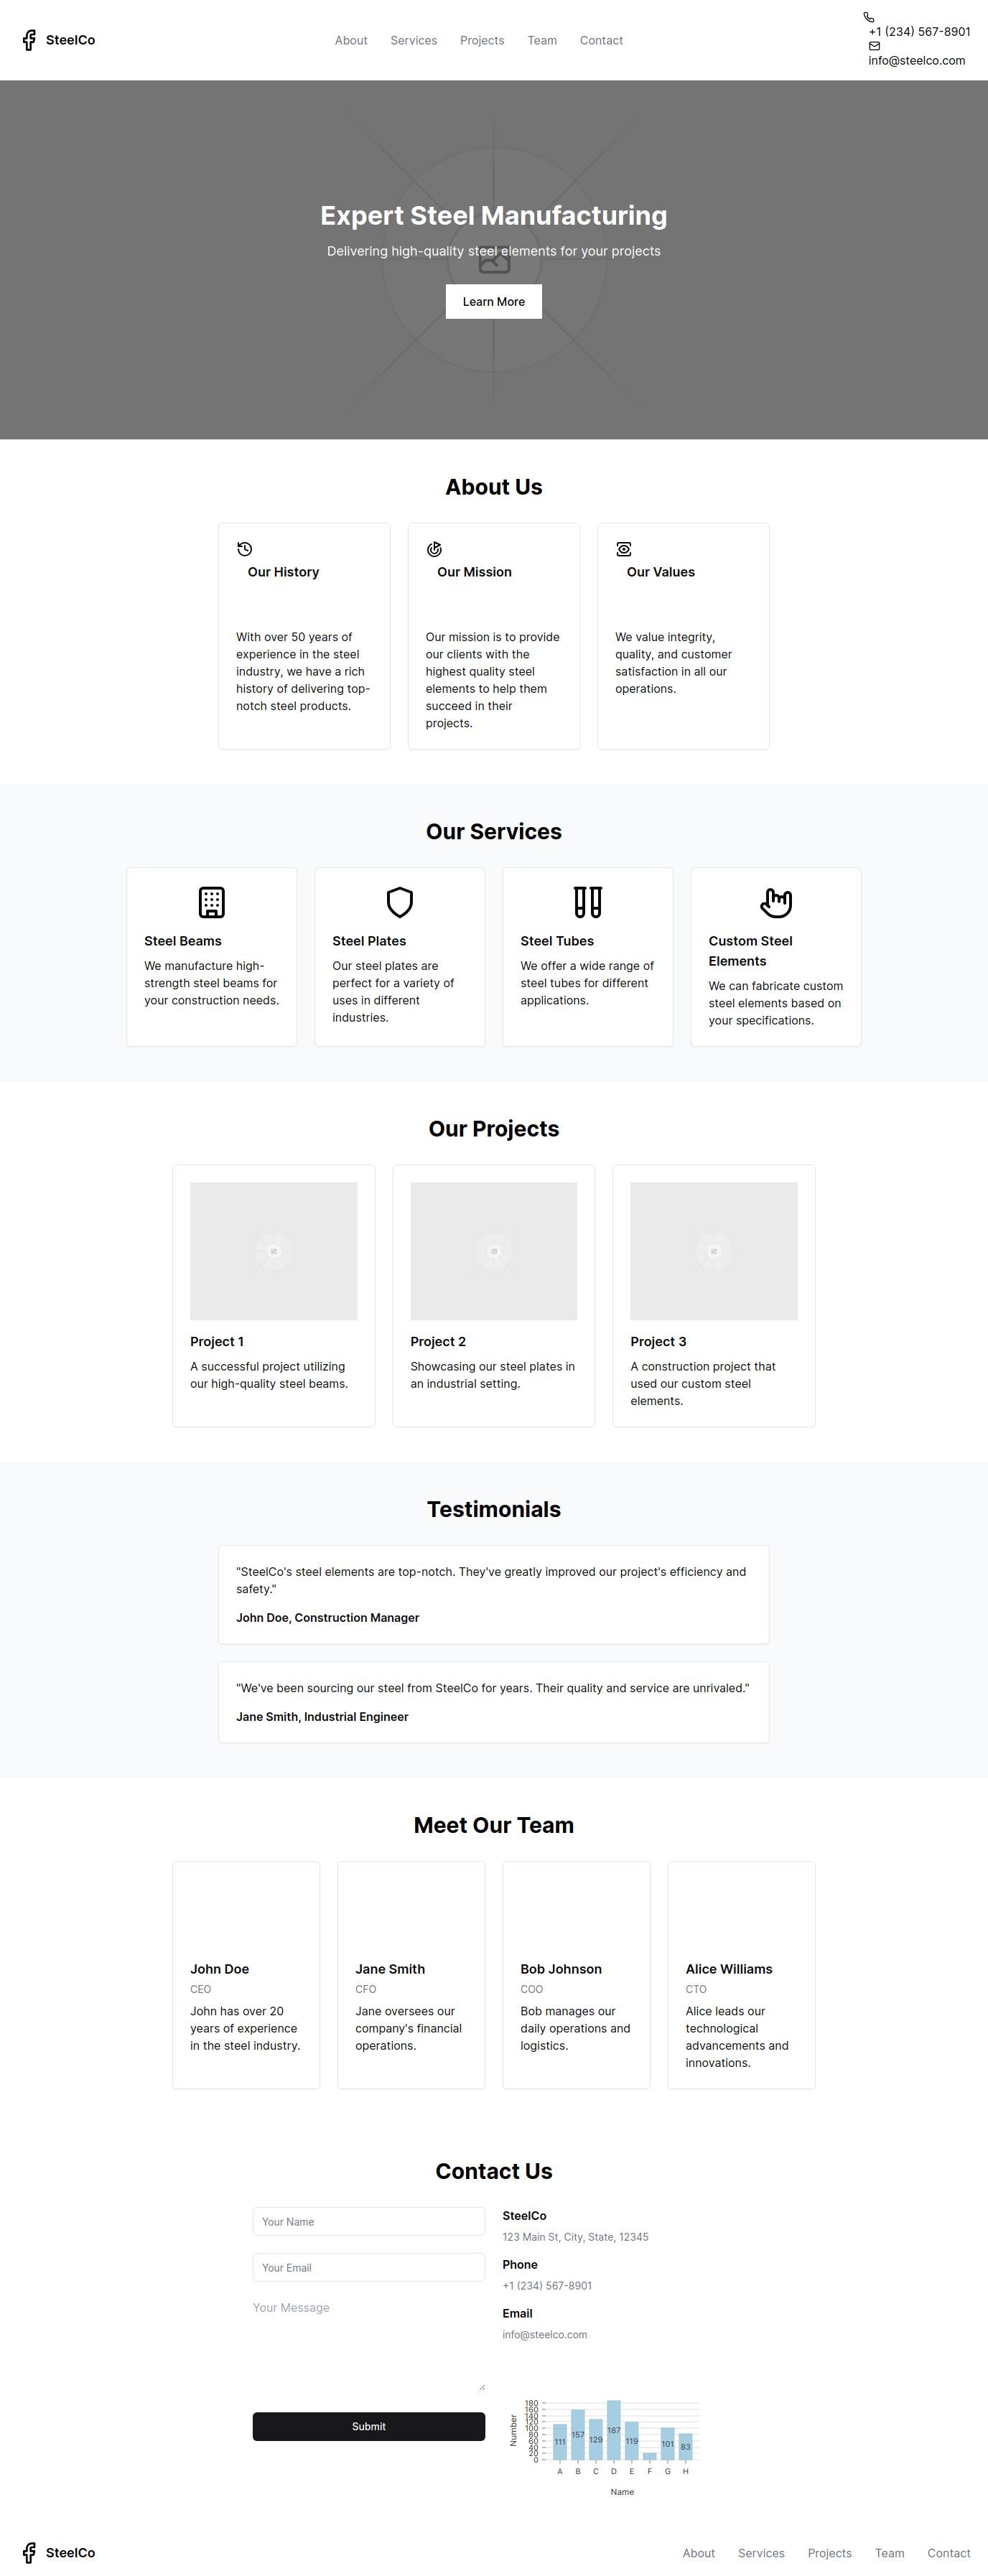 SteelCo
About Services Projects Team Contact
+1 (234) 567-8901
info@steelco.com
Expert Steel Manufacturing
Delivering high-quality steel elements for your projects
Learn More
About Us
Our History
With over 50 years of
experience in the steel
industry, we have a rich
history of delivering top-
notch steel products.
Our Mission
Our mission is to provide
our clients with the
highest quality steel
elements to help them
succeed in their
projects.
Our Values
We value integrity,
quality, and customer
satisfaction in all our
operations.
Our Services
Steel Beams
We manufacture high-
strength steel beams for
your construction needs.
Steel Plates
Our steel plates are
perfect for a variety of
uses in different
industries.
Steel Tubes
We offer a wide range of
steel tubes for different
applications.
Custom Steel
Elements
We can fabricate custom
steel elements based on
your specifications.
Our Projects
Project 1
A successful project utilizing
our high-quality steel beams.
Project 2
Showcasing our steel plates in
an industrial setting.
Project 3
A construction project that
used our custom steel
elements.
Testimonials
"SteelCo's steel elements are top-notch. They've greatly improved our project's efficiency and
safety."
John Doe, Construction Manager
"We've been sourcing our steel from SteelCo for years. Their quality and service are unrivaled."
Jane Smith, Industrial Engineer
Meet Our Team
John Doe
CEO
John has over 20
years of experience
in the steel industry.
Jane Smith
CFO
Jane oversees our
company's financial
operations.
Bob Johnson
COO
Bob manages our
daily operations and
logistics.
Alice Williams
CTO
Alice leads our
technological
advancements and
innovations.
Contact Us
Your Name
Your Email
Your Message
Submit
SteelCo
123 Main St, City, State, 12345
Phone
+1 (234) 567-8901
Email
info@steelco.com
Number
180
160
140
120
100
80
60
40
20
0
111 157 129 187 119 101 83
A B C D E F G H
Name
SteelCo
About Services Projects Team Contact